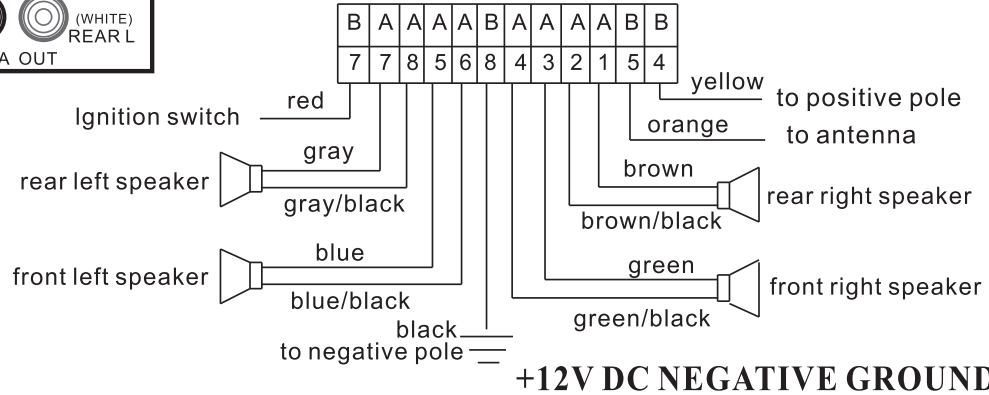 (WHITE)
REAR L
A OUT
B A A A A B A A A A B B
7 7 8 5 6 8 4 3 2 1 5 4
red
Ignition switch
yellow
to positive pole
orange
to antenna
gray
rear left speaker
gray/black
brown
rear right speaker
brown/black
blue
front left speaker
blue/black
green
front right speaker
green/black
black
to negative pole
+12V DC NEGATIVE GROUND